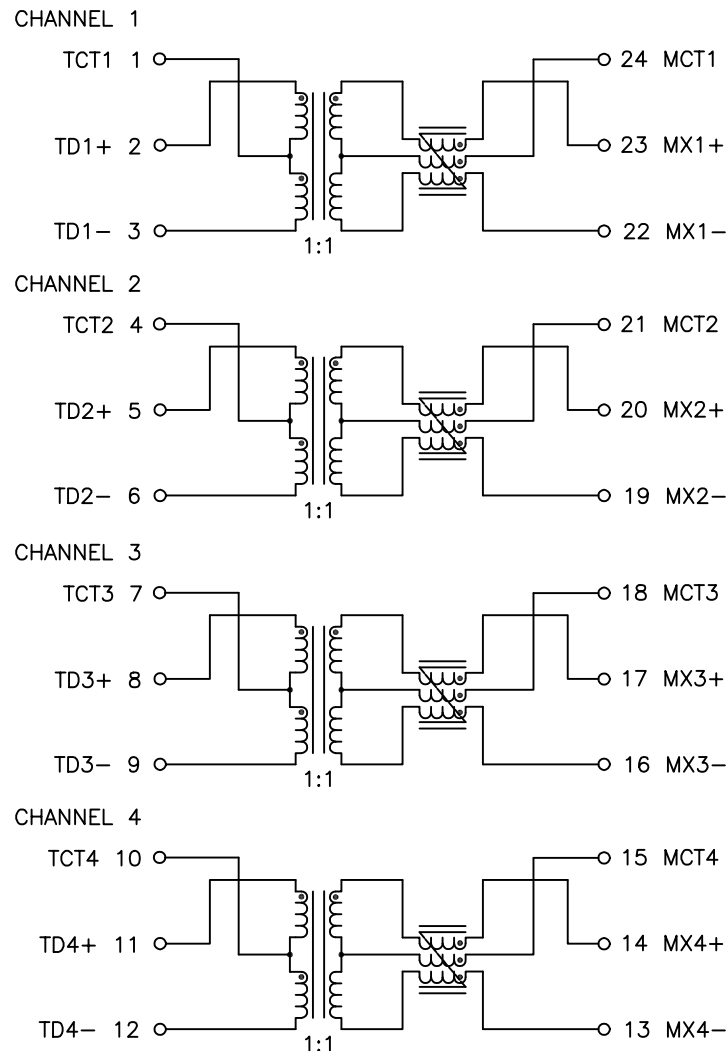 CHANNEL 1
TCT1 1 24 MCT1
TD1+ 2 23 MX1+
TD1− 3 22 MX1−
1:1
CHANNEL 2
TCT2 4 21 MCT2
TD2+ 5 20 MX2+
TD2− 6 19 MX2−
1:1
CHANNEL 3
TCT3 7 18 MCT3
TD3+ 8 17 MX3+
TD3− 9 16 MX3−
1:1
CHANNEL 4
TCT4 10 15 MCT4
TD4+ 11 14 MX4+
TD4− 12 13 MX4−
1:1